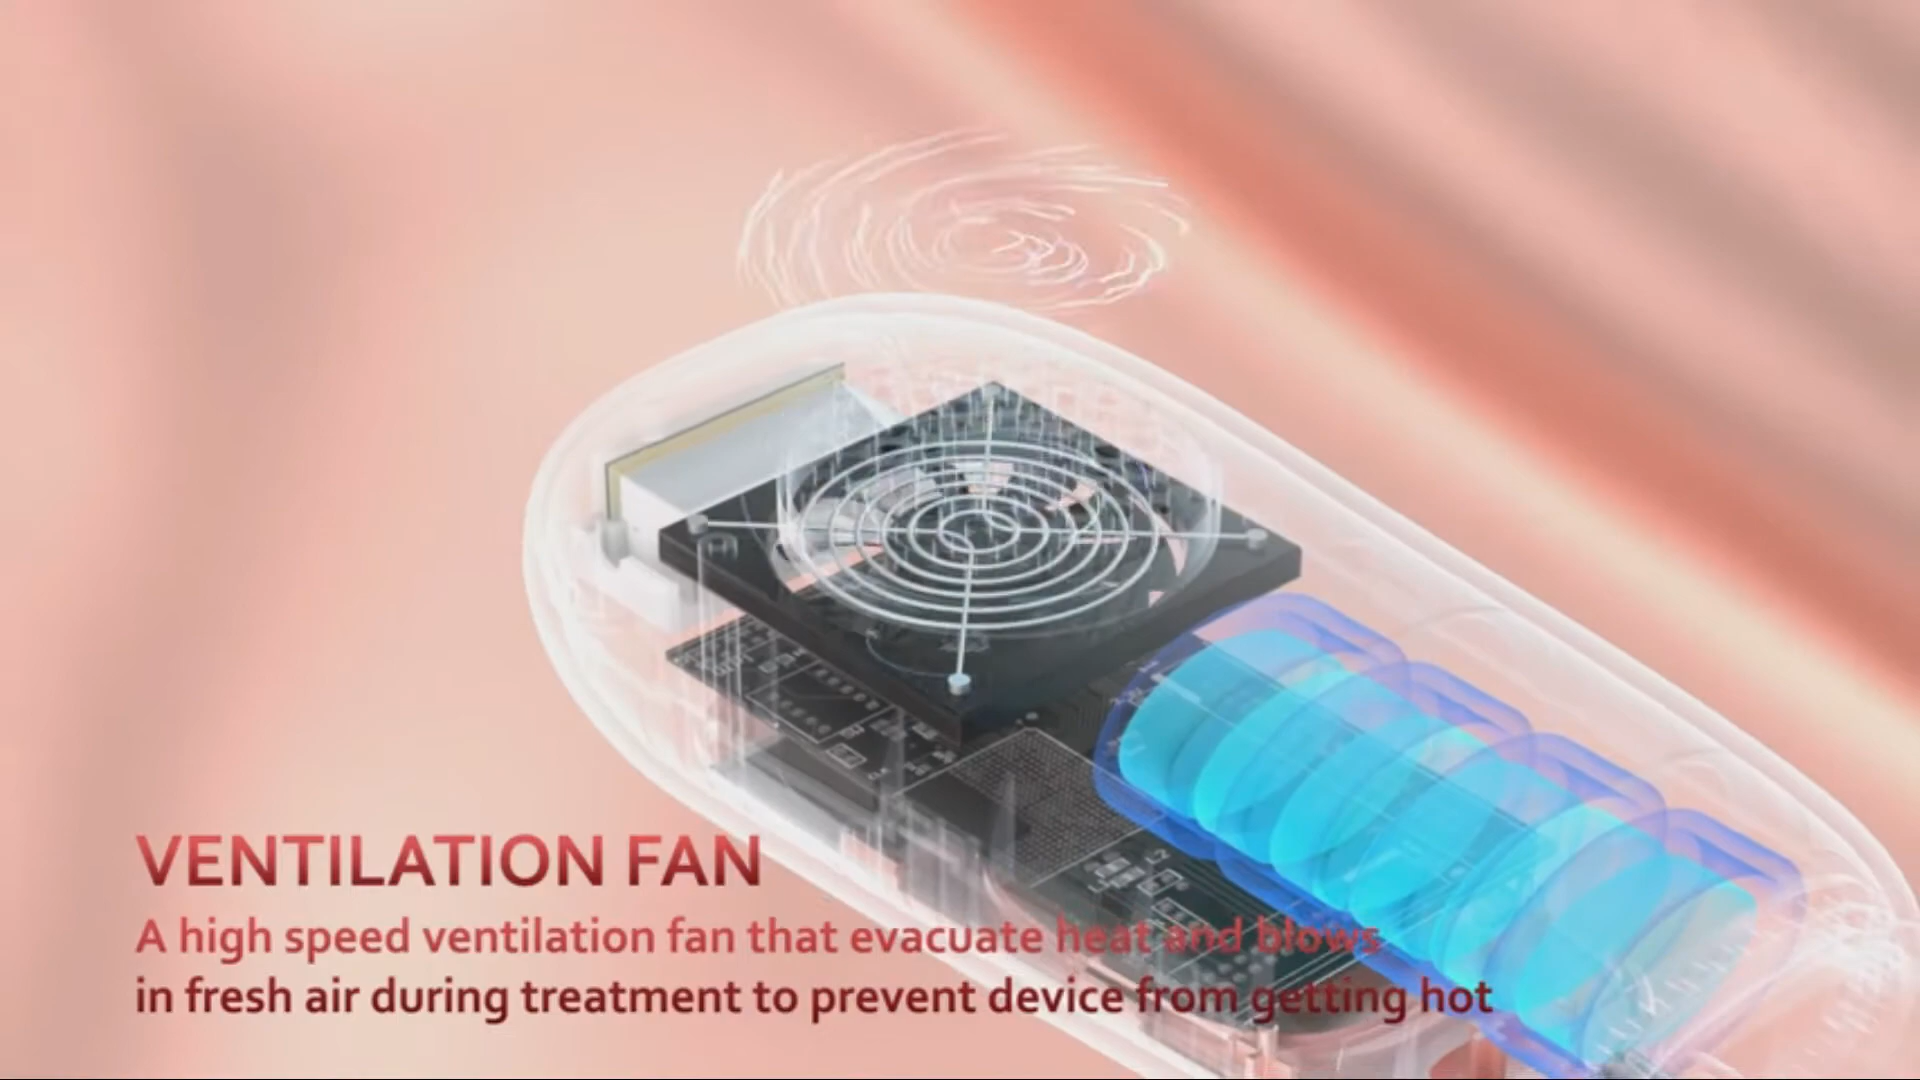 VENTILATION FAN
A high speed ventilation fan that evacuate heat and blows
in fresh air during treatment to prevent device from getting hot